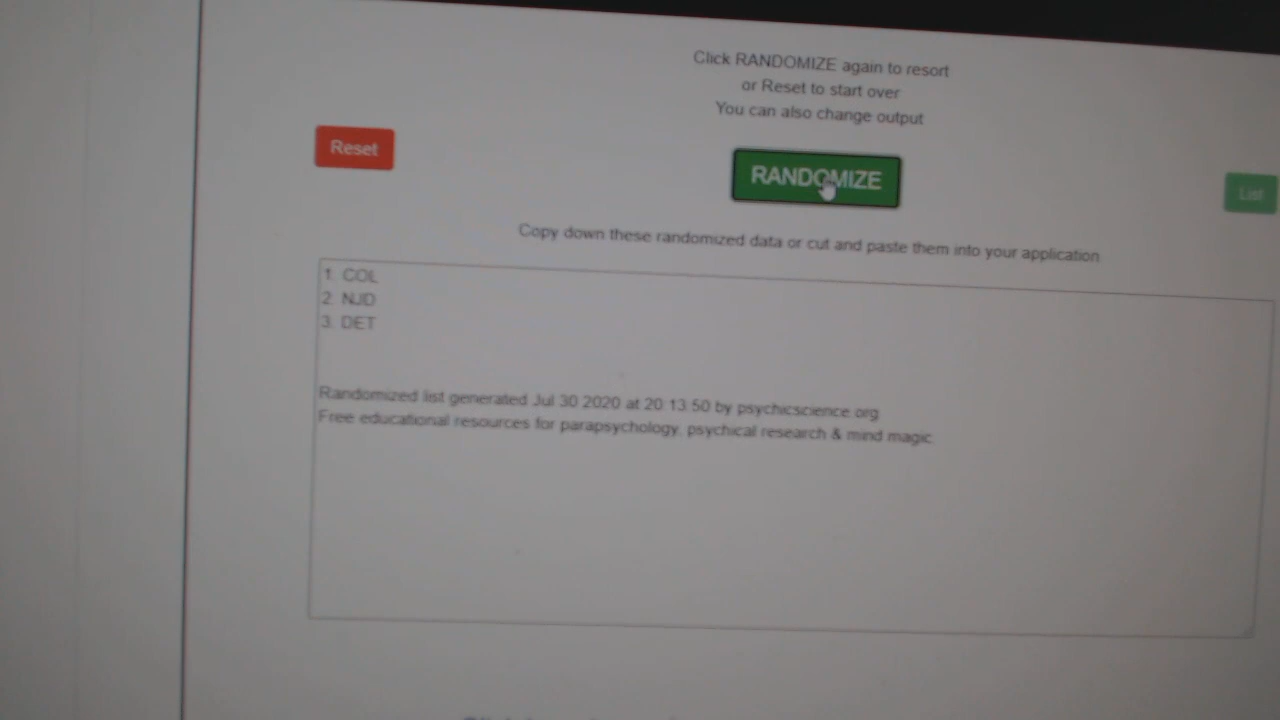 Click RANDOMIZE again to resort
or Reset to start over
You can also change output
Reset
RANDOMIZE
List
Copy down these randomized data or cut and paste them into your application
1. COL
2. NJD
3. DET
Randomized list generated Jul 30 2020 at 20:13:50 by psychicscience.org
Free educational resources for parapsychology, psychical research & mind magic.